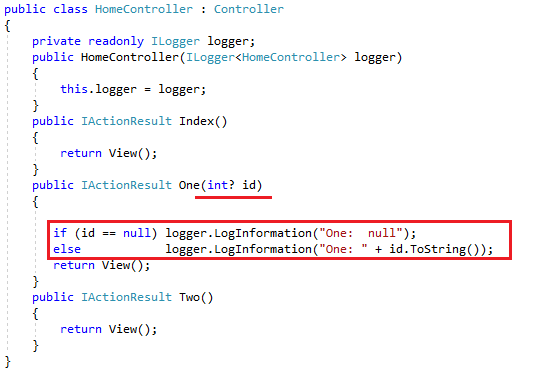 public class HomeController : Controller
{
    private readonly ILogger logger;
    public HomeController(ILogger<HomeController> logger)
    {
        this.logger = logger;
    }
    public IActionResult Index()
    {
        return View();
    }
    public IActionResult One(int? id)
    {
        if (id == null) logger.LogInformation("One:  null");
        else            logger.LogInformation("One: " + id.ToString());
        return View();
    }
    public IActionResult Two()
    {
        return View();
    }
}